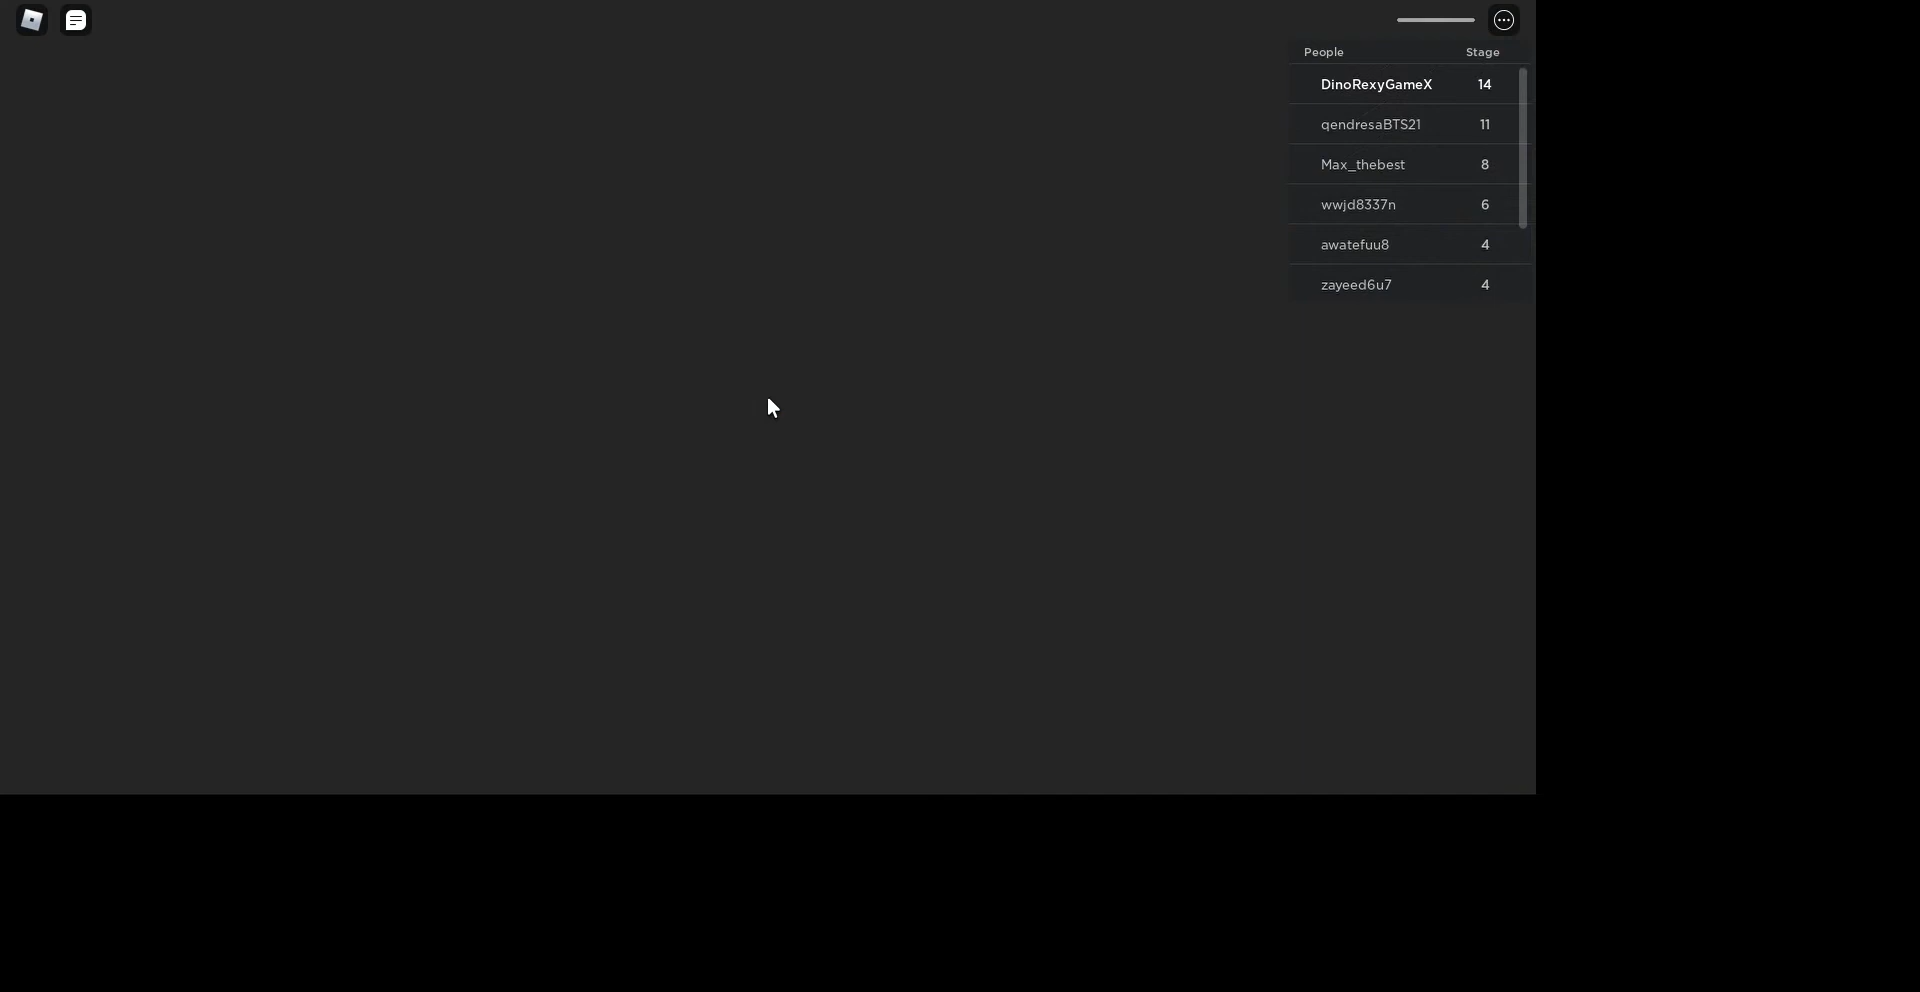 People Stage
DinoRexyGameX 14
qendresaBTS21 11
Max_thebest 8
wwjd8337n 6
awatefuu8 4
zayeed6u7 4